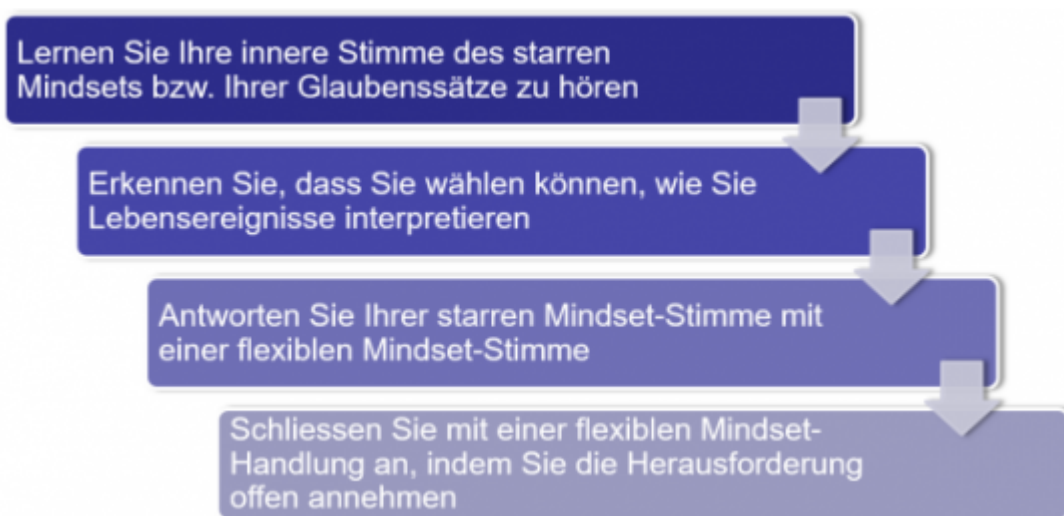 Lernen Sie Ihre innere Stimme des starren
Mindsets bzw. Ihrer Glaubenssätze zu hören
Erkennen Sie, dass Sie wählen können, wie Sie
Lebensereignisse interpretieren
Antworten Sie Ihrer starren Mindset-Stimme mit
einer flexiblen Mindset-Stimme
Schliessen Sie mit einer flexiblen Mindset-
Handlung an, indem Sie die Herausforderung
offen annehmen